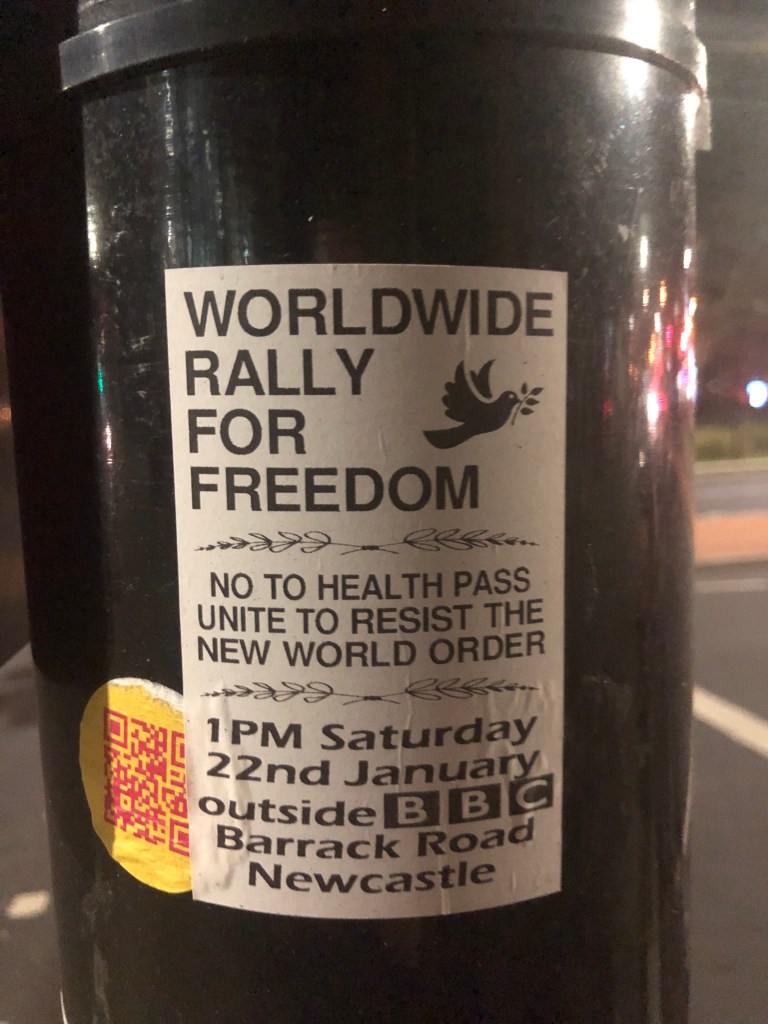 WORLDWIDE
RALLY
FOR
FREEDOM
NO TO HEALTH PASS
UNITE TO RESIST THE
NEW WORLD ORDER
1PM Saturday
22nd January
outside BBC
Barrack Road
Newcastle